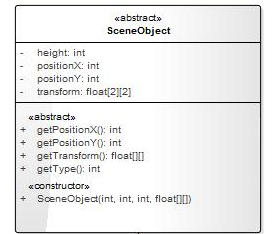 «abstract»
SceneObject
- height: int
- positionX: int
- positionY: int
- transform: float[2][2]
«abstract»
+ getPositionX(): int
+ getPositionY(): int
+ getTransform(): float[][]
+ getType(): int
«constructor»
+ SceneObject(int, int, int, float[][])